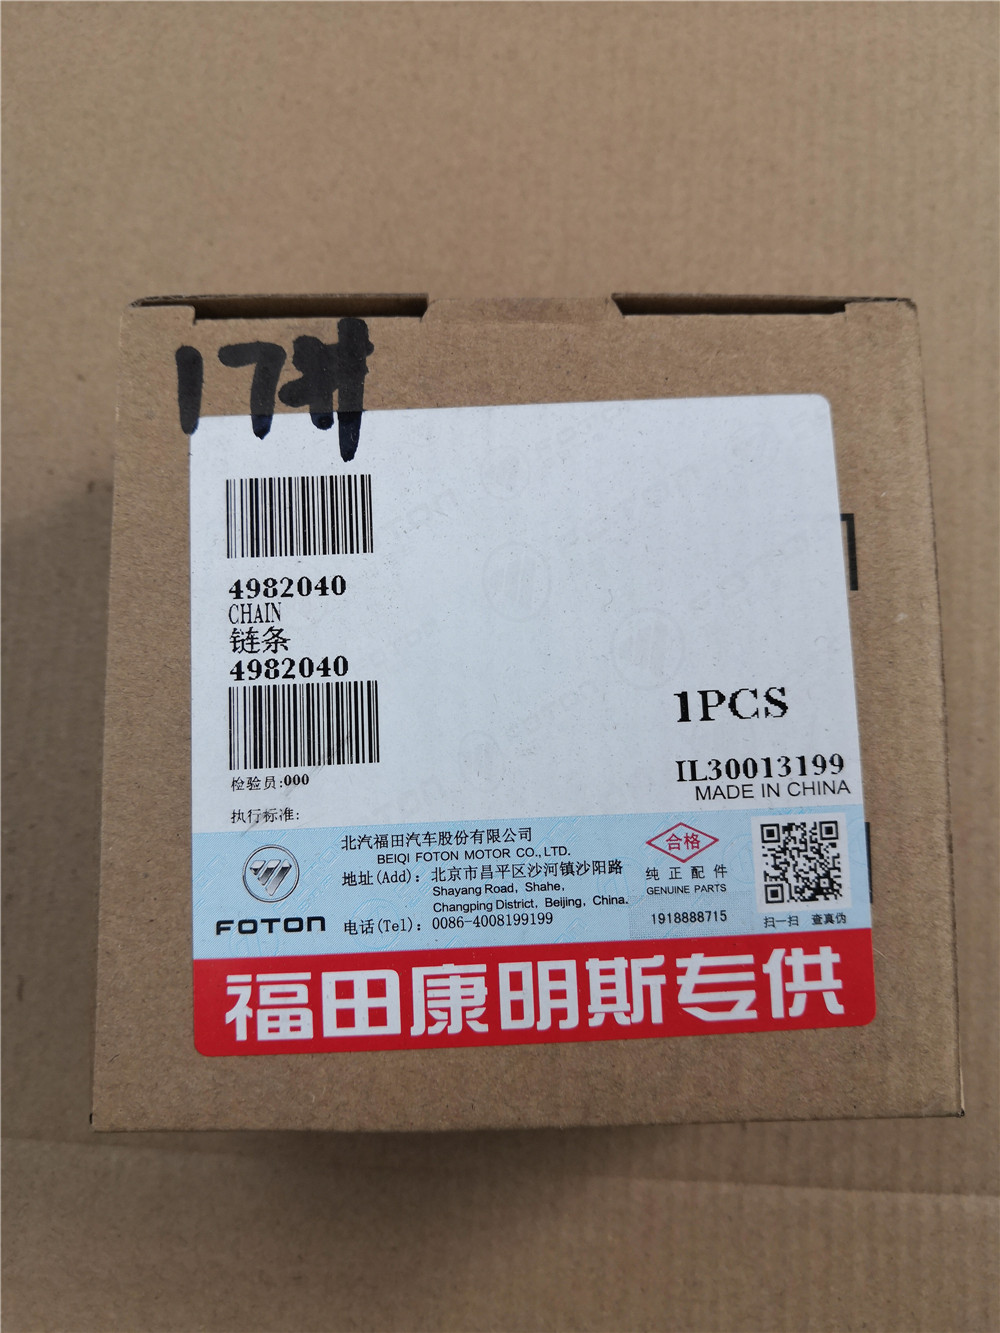 4982040
CHAIN
链条
4982040
1PCS
检验员:000
IL30013199
MADE IN CHINA
执行标准:
北汽福田汽车股份有限公司
BEIQI FOTON MOTOR CO.,LTD.
地址(Add): 北京市昌平区沙河镇沙阳路
Shayang Road, Shahe,
Changping District, Beijing, China.
电话(Tel): 0086-4008199199
FOTON
合格
纯正配件
GENUINE PARTS
1918888715
扫一扫 查真伪
福田康明斯专供